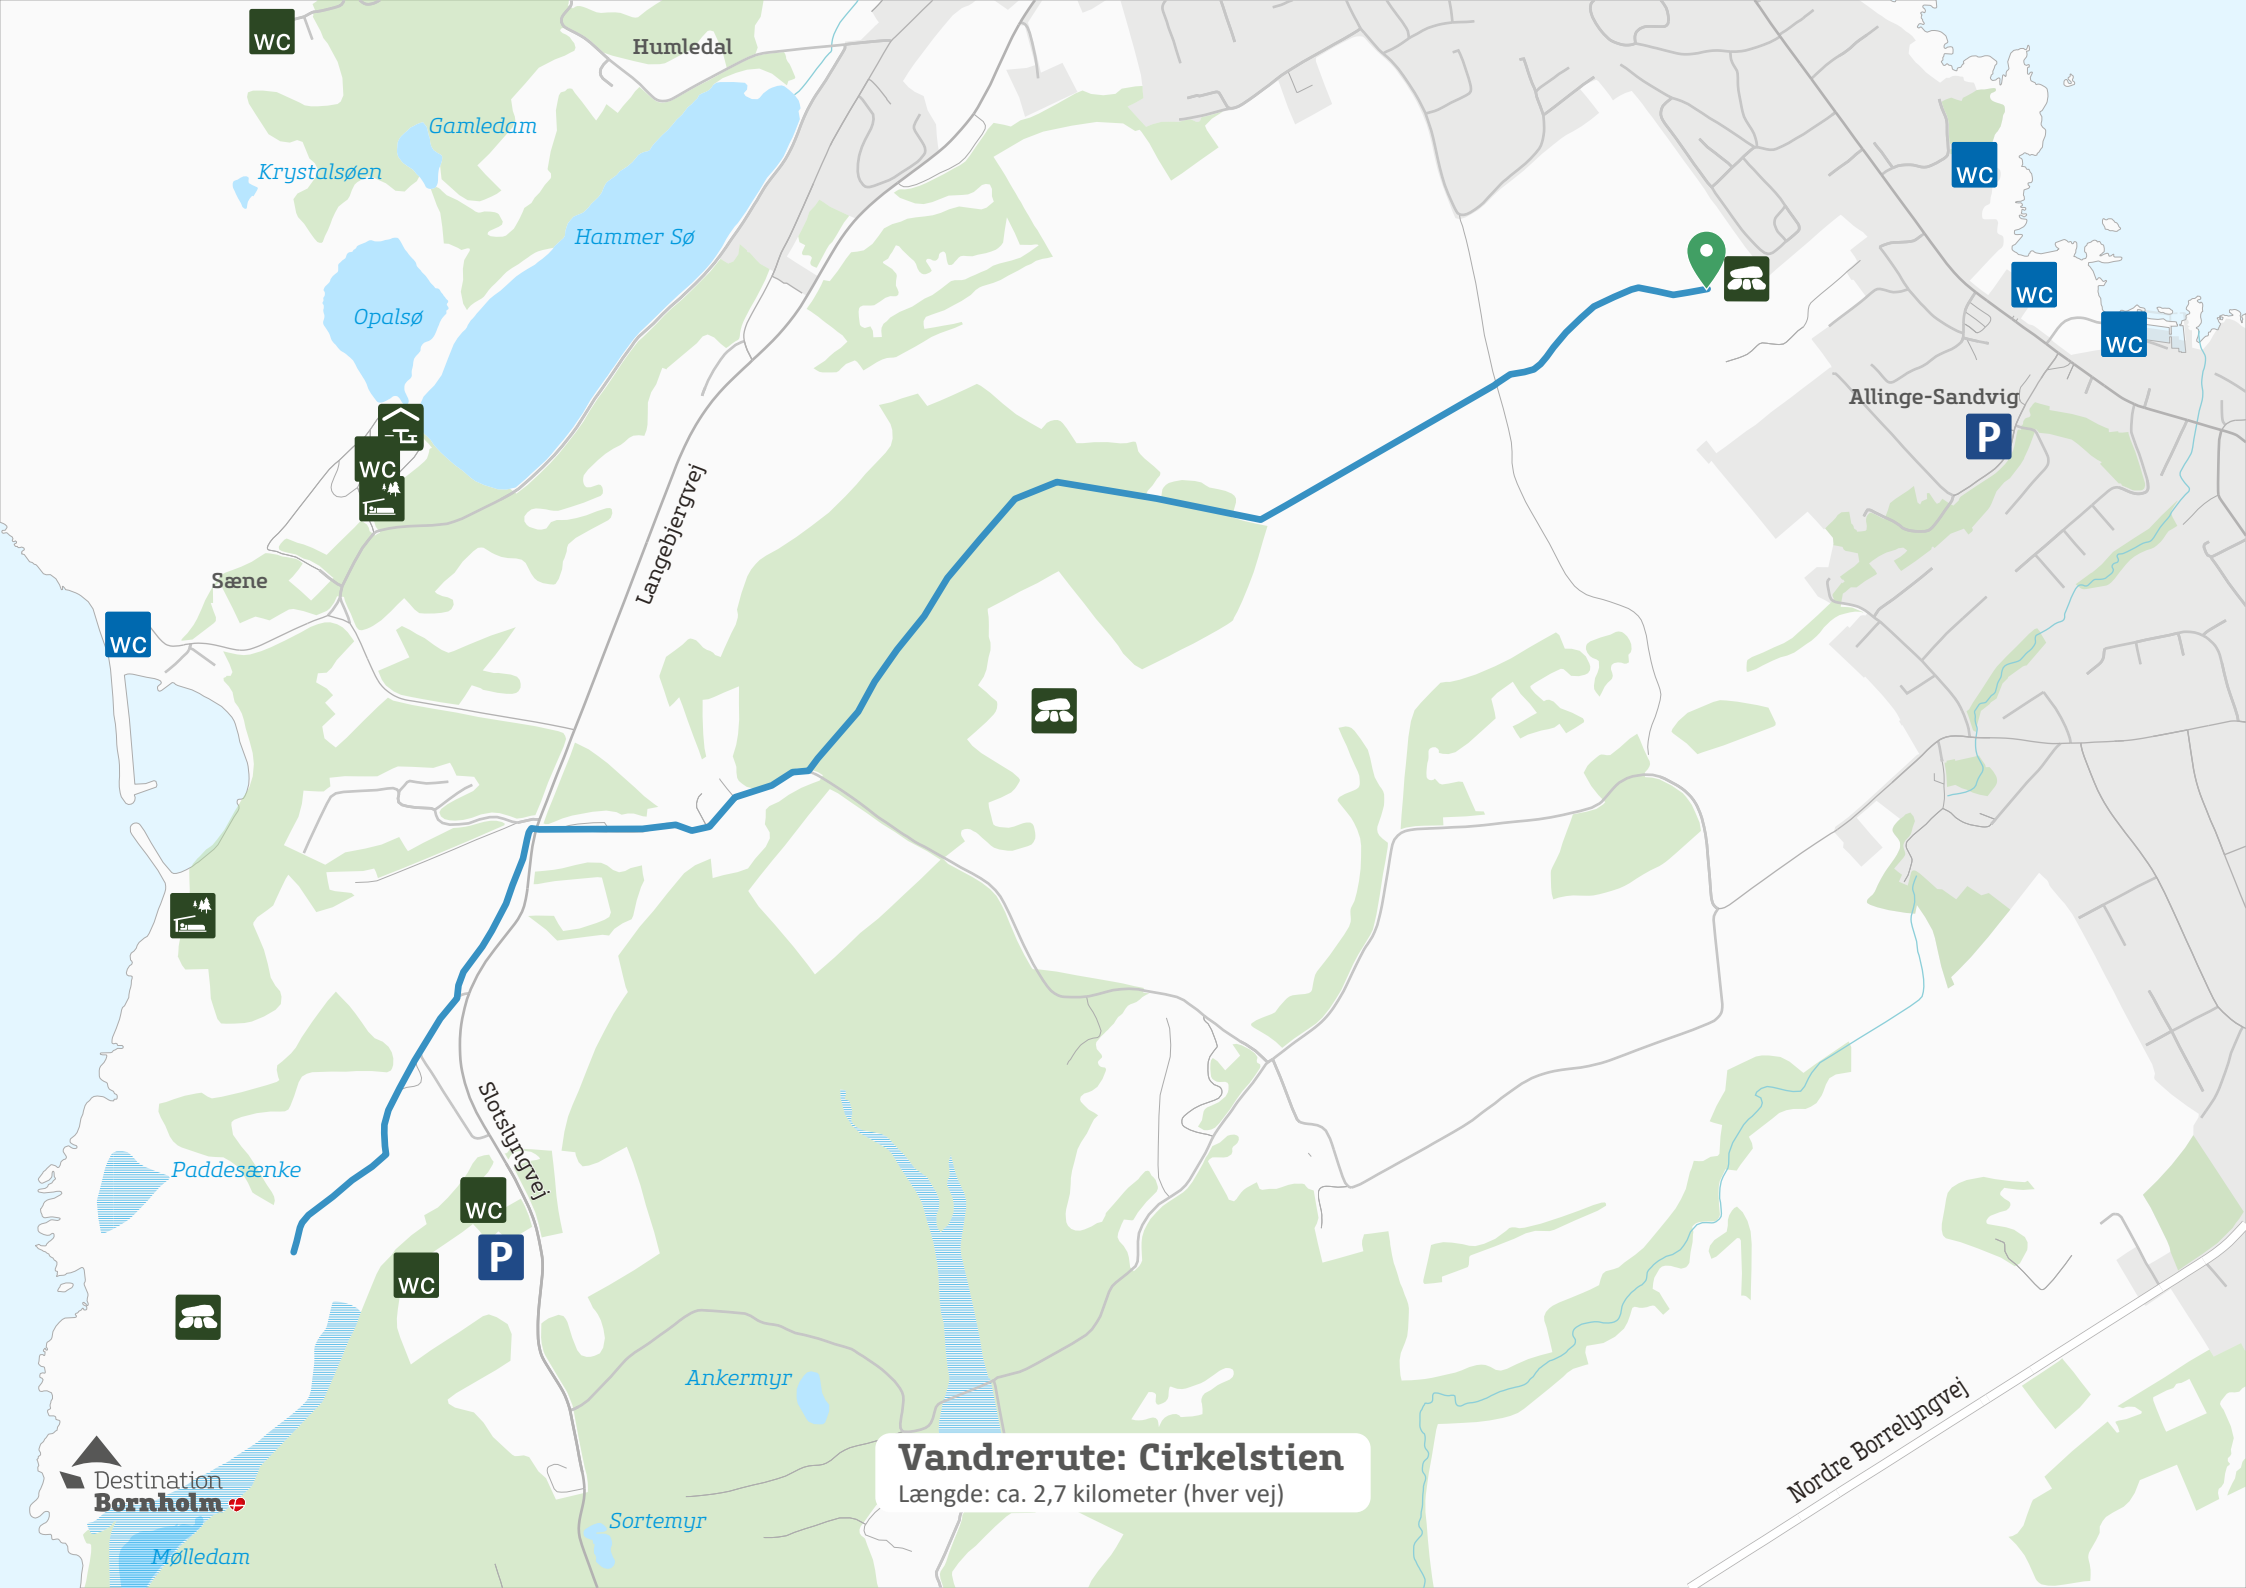 WC
Humledal
Gamledam
Krystalsøen
WC
Hammer Sø
WC
Opalsø
WC
Allinge-Sandvig
P
WC
Langebjergvej
Sæne
WC
Slotslyngvej
Paddesænke
WC
P
WC
Ankermyr
Nordre Borrelyngvej
Vandrerute: Cirkelstien
Længde: ca. 2,7 kilometer (hver vej)
Destination
Bornholm
Sortemyr
Mølledam